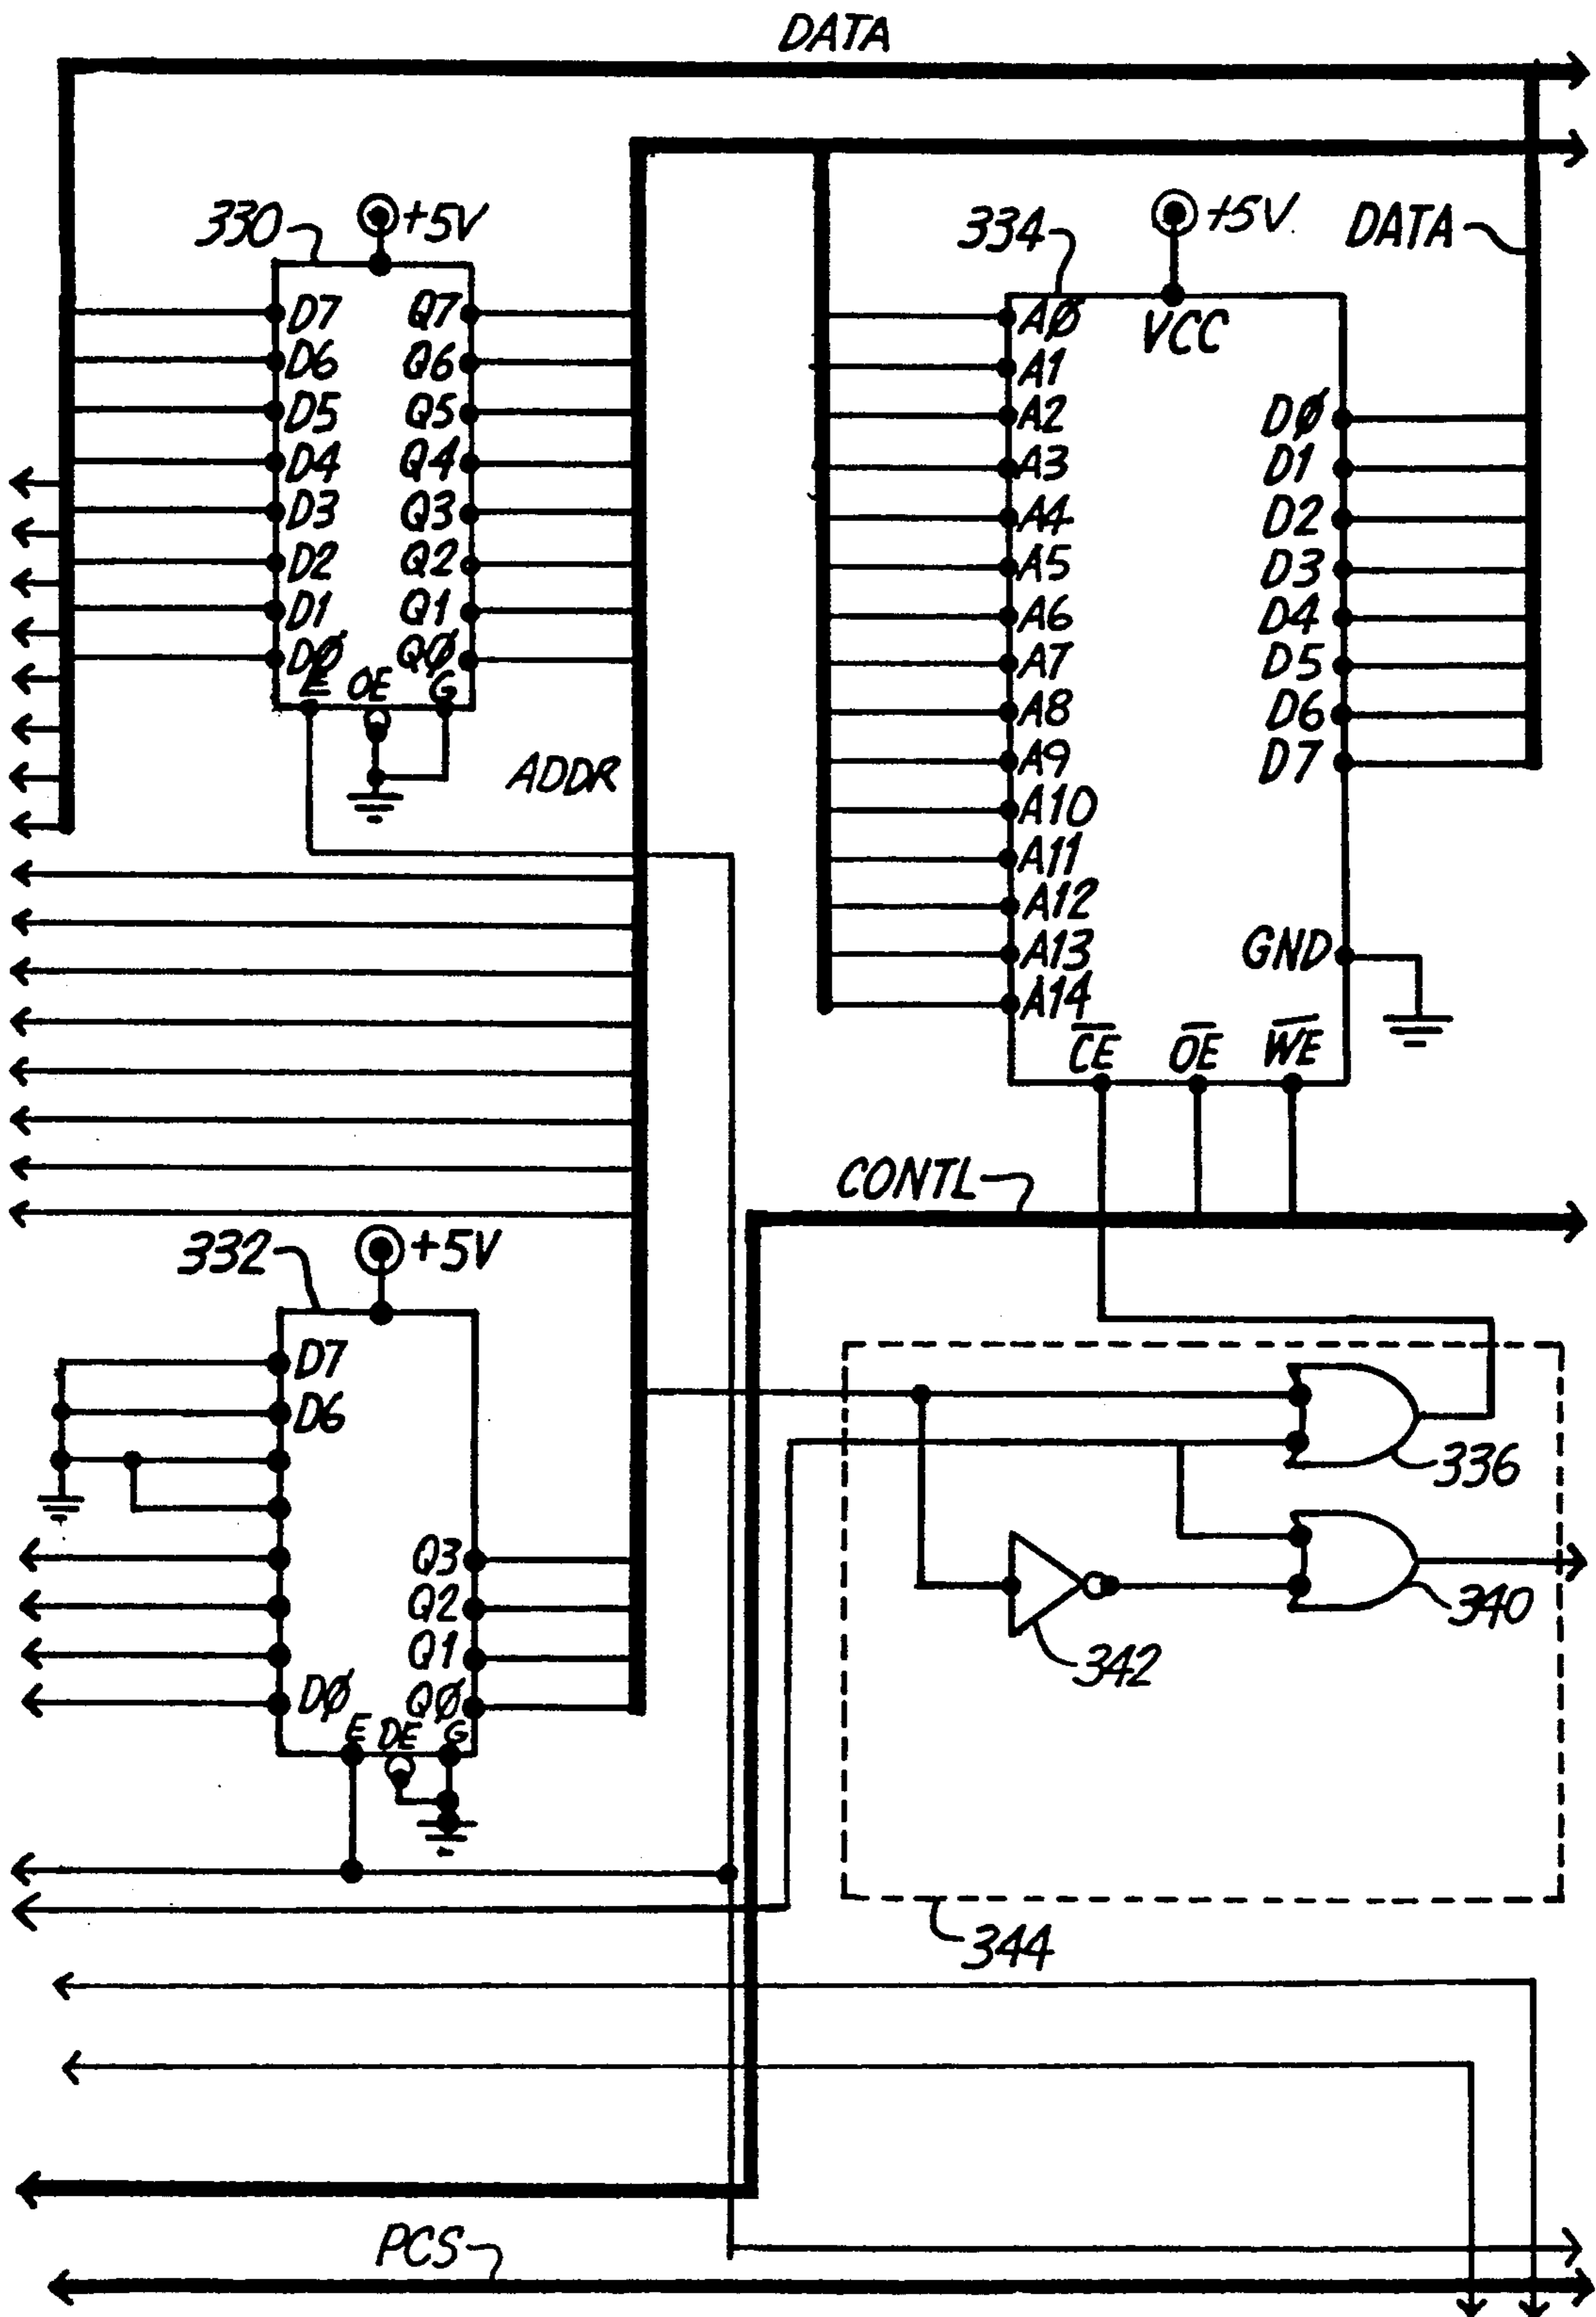 DATA
330
+5V
D7 Q7
D6 Q6
D5 Q5
D4 Q4
D3 Q3
D2 Q2
D1 Q1
DØ QØ
E OE G
ADDR
334
+5V
DATA
VCC
AØ
A1
A2
A3
A4
A5
A6
A7
A8
A9
A10
A11
A12
A13
A14
DØ
D1
D2
D3
D4
D5
D6
D7
GND
C̅E̅ O̅E̅ W̅E̅
CONTL
332
+5V
D7
D6
Q3
Q2
Q1
DØ QØ
E DE G
336
340
342
344
PCS